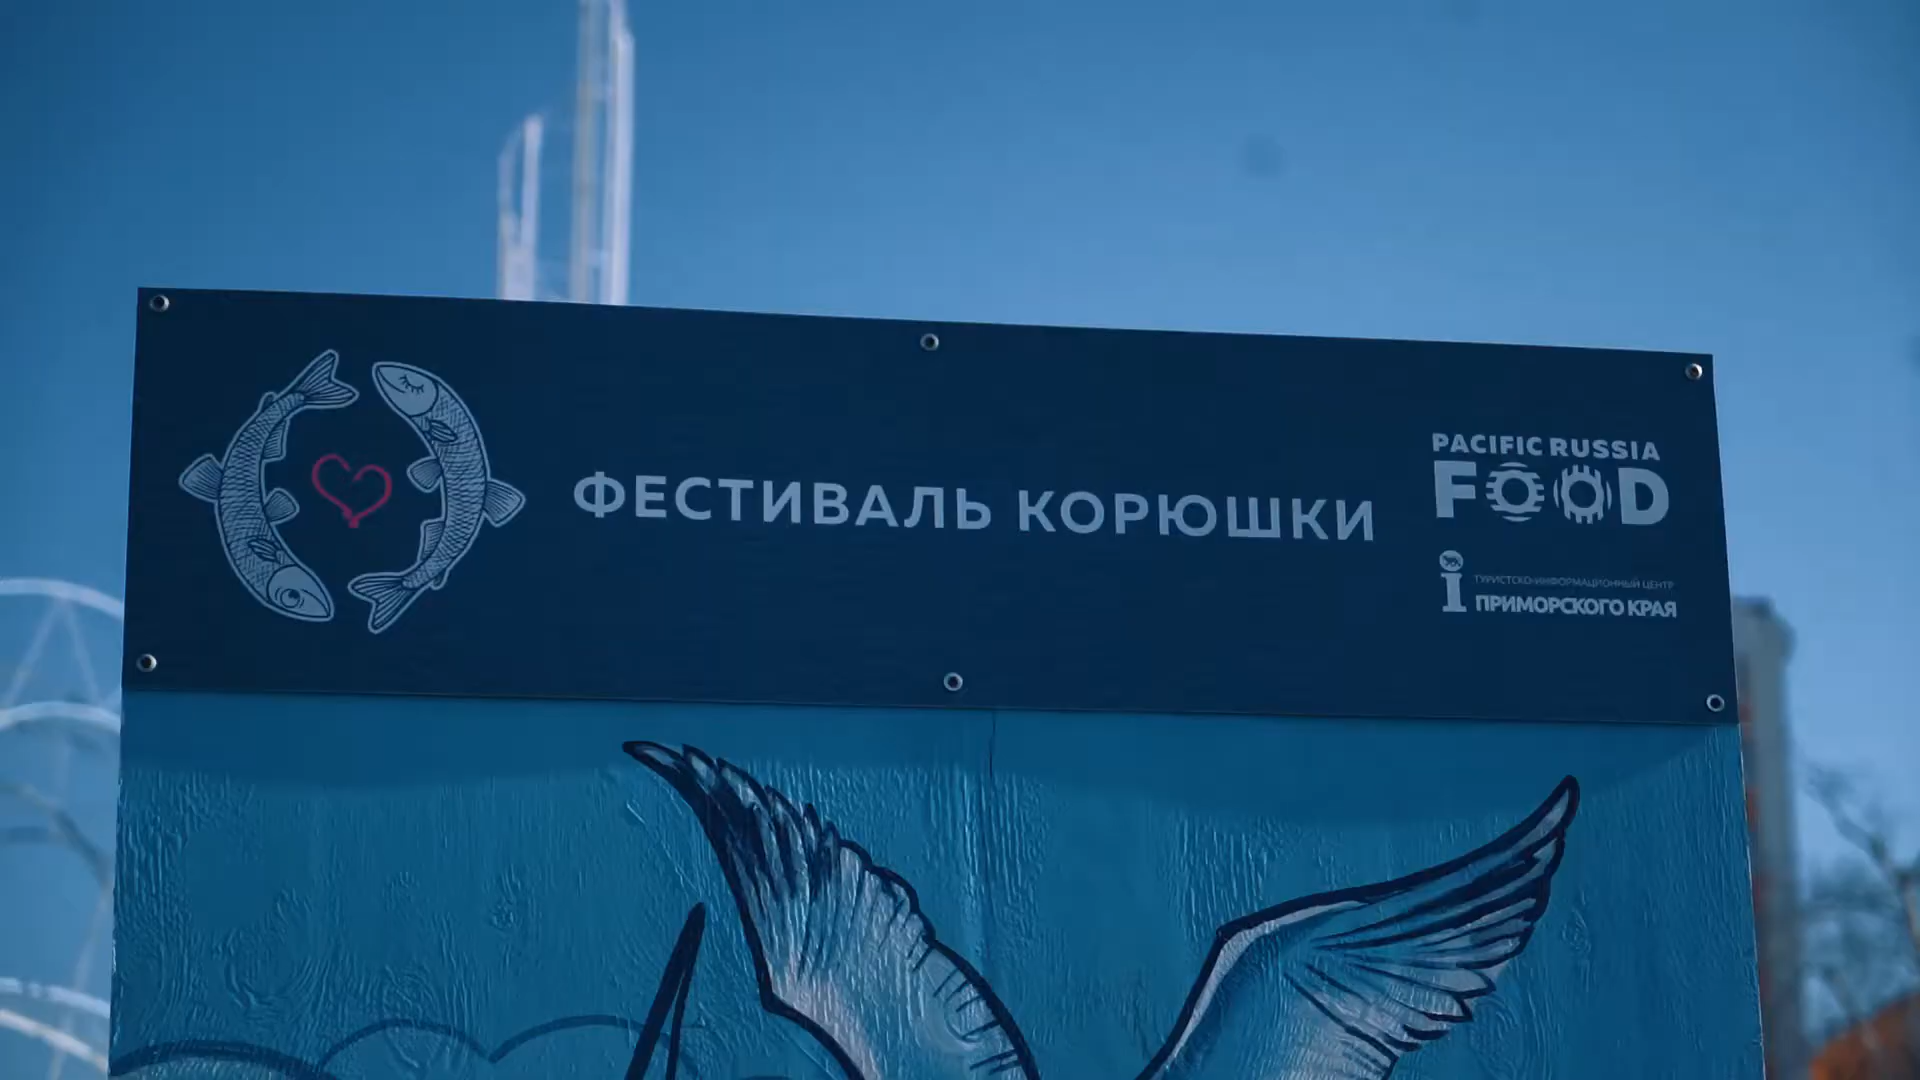 ФЕСТИВАЛЬ КОРЮШКИ
PACIFIC RUSSIA
FOOD
i
ТУРИСТСКО-ИНФОРМАЦИОННЫЙ ЦЕНТР
ПРИМОРСКОГО КРАЯ